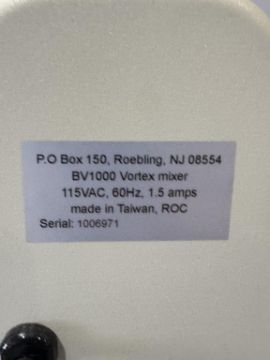 P.O Box 150, Roebling, NJ 08554
BV1000 Vortex mixer
115VAC, 60Hz, 1.5 amps
made in Taiwan, ROC
Serial: 1006971